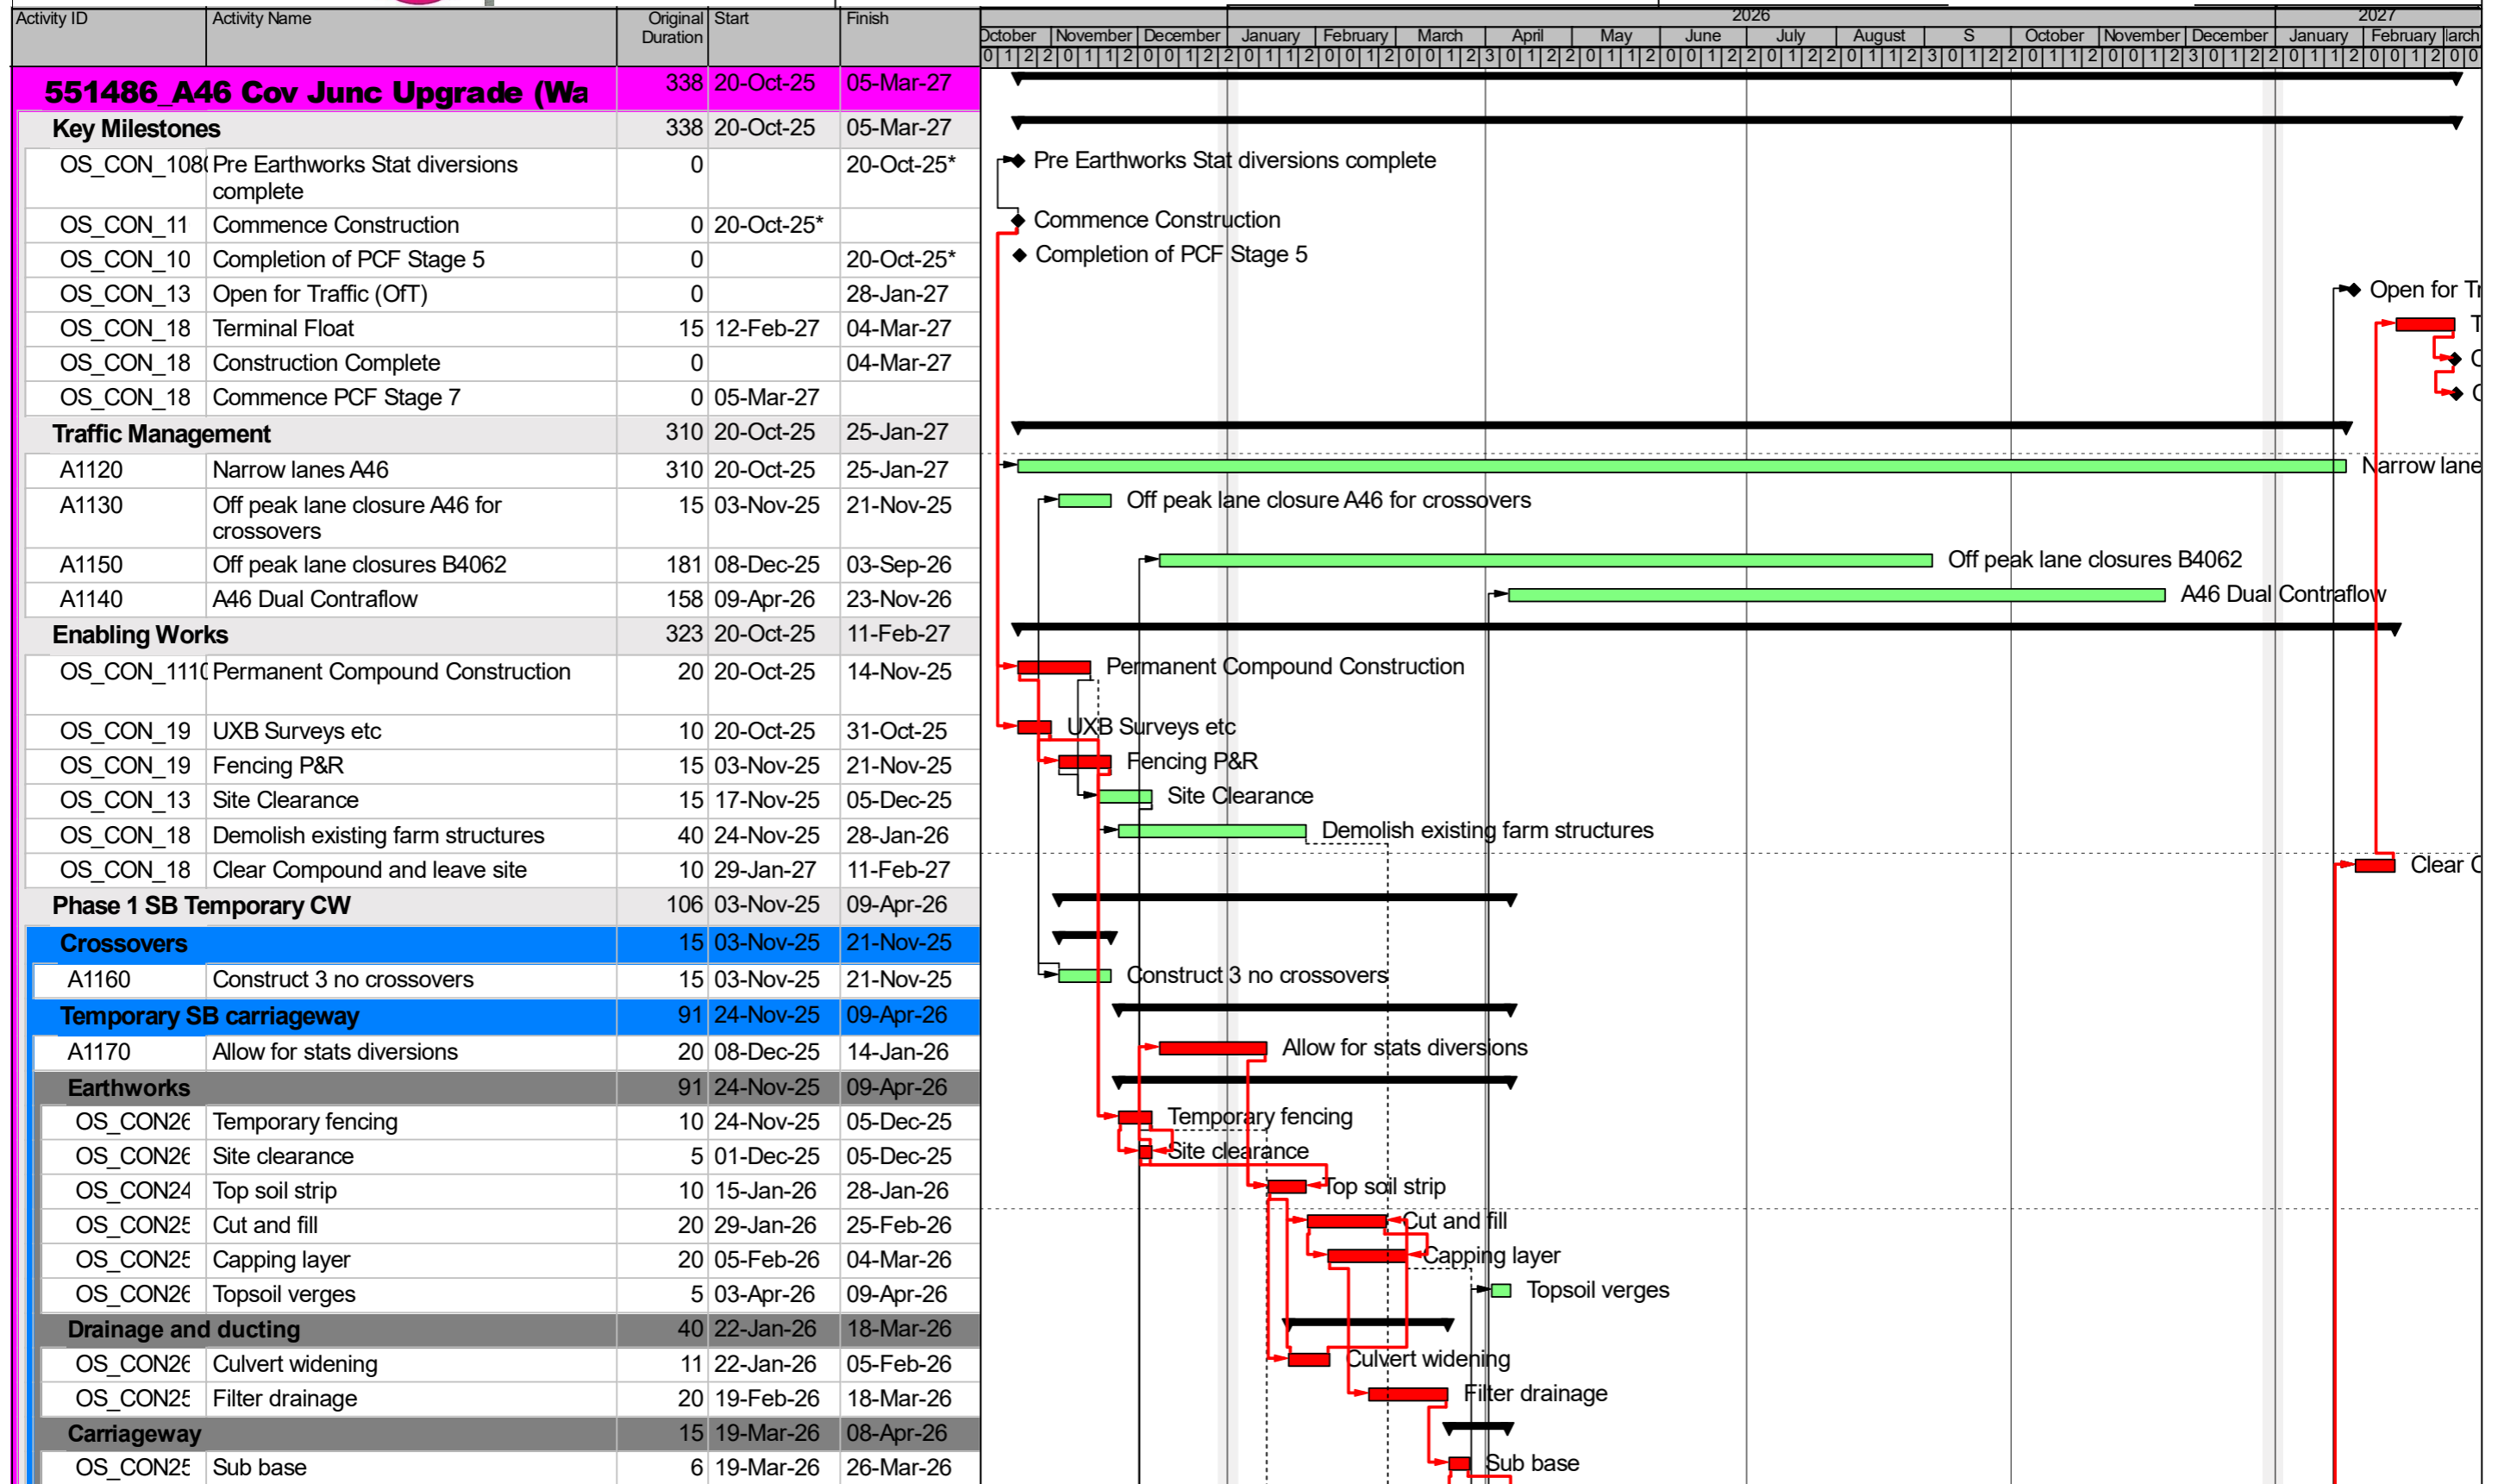 Activity ID Activity Name Original Duration Start Finish
2026 2027
October November December January February March April May June July August S October November December January February March
551486_A46 Cov Junc Upgrade (Wa 338 20-Oct-25 05-Mar-27
Key Milestones 338 20-Oct-25 05-Mar-27
OS_CON_1080 Pre Earthworks Stat diversions complete 0 20-Oct-25* Pre Earthworks Stat diversions complete
OS_CON_11 Commence Construction 0 20-Oct-25* Commence Construction
OS_CON_10 Completion of PCF Stage 5 0 20-Oct-25* Completion of PCF Stage 5
OS_CON_13 Open for Traffic (OfT) 0 28-Jan-27 Open for Tr
OS_CON_18 Terminal Float 15 12-Feb-27 04-Mar-27 T
OS_CON_18 Construction Complete 0 04-Mar-27 C
OS_CON_18 Commence PCF Stage 7 0 05-Mar-27 C
Traffic Management 310 20-Oct-25 25-Jan-27
A1120 Narrow lanes A46 310 20-Oct-25 25-Jan-27 Narrow lane
A1130 Off peak lane closure A46 for crossovers 15 03-Nov-25 21-Nov-25 Off peak lane closure A46 for crossovers
A1150 Off peak lane closures B4062 181 08-Dec-25 03-Sep-26 Off peak lane closures B4062
A1140 A46 Dual Contraflow 158 09-Apr-26 23-Nov-26 A46 Dual Contraflow
Enabling Works 323 20-Oct-25 11-Feb-27
OS_CON_1110 Permanent Compound Construction 20 20-Oct-25 14-Nov-25 Permanent Compound Construction
OS_CON_19 UXB Surveys etc 10 20-Oct-25 31-Oct-25 UXB Surveys etc
OS_CON_19 Fencing P&R 15 03-Nov-25 21-Nov-25 Fencing P&R
OS_CON_13 Site Clearance 15 17-Nov-25 05-Dec-25 Site Clearance
OS_CON_18 Demolish existing farm structures 40 24-Nov-25 28-Jan-26 Demolish existing farm structures
OS_CON_18 Clear Compound and leave site 10 29-Jan-27 11-Feb-27 Clear C
Phase 1 SB Temporary CW 106 03-Nov-25 09-Apr-26
Crossovers 15 03-Nov-25 21-Nov-25
A1160 Construct 3 no crossovers 15 03-Nov-25 21-Nov-25 Construct 3 no crossovers
Temporary SB carriageway 91 24-Nov-25 09-Apr-26
A1170 Allow for stats diversions 20 08-Dec-25 14-Jan-26 Allow for stats diversions
Earthworks 91 24-Nov-25 09-Apr-26
OS_CON26 Temporary fencing 10 24-Nov-25 05-Dec-25 Temporary fencing
OS_CON26 Site clearance 5 01-Dec-25 05-Dec-25 Site clearance
OS_CON24 Top soil strip 10 15-Jan-26 28-Jan-26 Top soil strip
OS_CON25 Cut and fill 20 29-Jan-26 25-Feb-26 Cut and fill
OS_CON25 Capping layer 20 05-Feb-26 04-Mar-26 Capping layer
OS_CON26 Topsoil verges 5 03-Apr-26 09-Apr-26 Topsoil verges
Drainage and ducting 40 22-Jan-26 18-Mar-26
OS_CON26 Culvert widening 11 22-Jan-26 05-Feb-26 Culvert widening
OS_CON25 Filter drainage 20 19-Feb-26 18-Mar-26 Filter drainage
Carriageway 15 19-Mar-26 08-Apr-26
OS_CON25 Sub base 6 19-Mar-26 26-Mar-26 Sub base